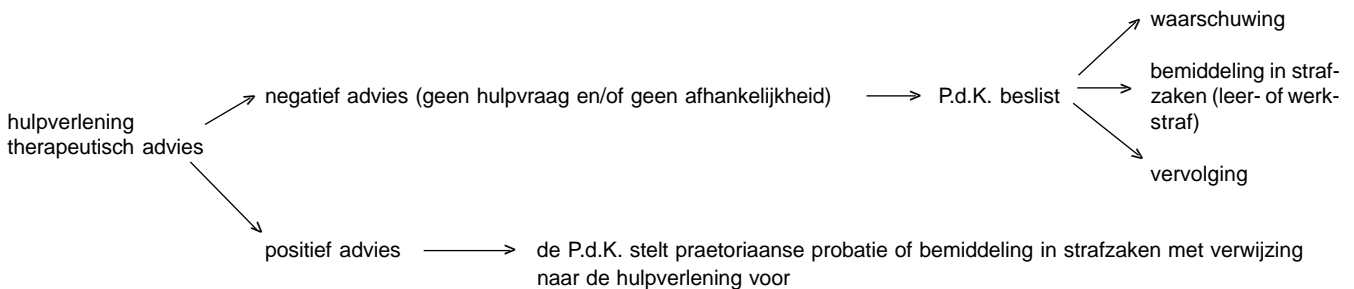 waarschuwing
negatief advies (geen hulpvraag en/of geen afhankelijkheid)
P.d.K. beslist
bemiddeling in straf-
zaken (leer- of werk-
straf)
hulpverlening
therapeutisch advies
vervolging
positief advies
de P.d.K. stelt praetoriaanse probatie of bemiddeling in strafzaken met verwijzing
naar de hulpverlening voor